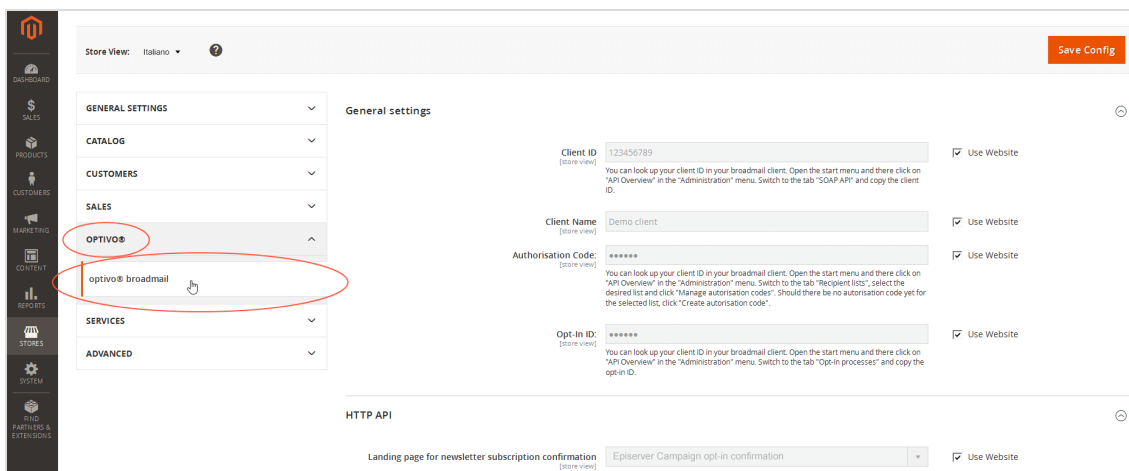 Store View: Italiano
?
Save Config
DASHBOARD
$
SALES
PRODUCTS
CUSTOMERS
MARKETING
CONTENT
REPORTS
STORES
SYSTEM
FIND
PARTNERS &
EXTENSIONS
GENERAL SETTINGS
CATALOG
CUSTOMERS
SALES
OPTIVO®
optivo® broadmail
SERVICES
ADVANCED
General settings
Client ID 123456789 Use Website
[store view]
You can look up your client ID in your broadmail client. Open the start menu and there click on
"API Overview" in the "Administration" menu. Switch to the tab "SOAP API" and copy the client
ID.
Client Name Demo client Use Website
[store view]
Authorisation Code: •••••• Use Website
[store view]
You can look up your client ID in your broadmail client. Open the start menu and there click on
"API Overview" in the "Administration" menu. Switch to the tab "Recipient lists", select the
desired list and click "Manage autorisation codes". Should there be no autorisation code yet for
the selected list, click "Create autorisation code".
Opt-In ID: •••••• Use Website
[store view]
You can look up your client ID in your broadmail client. Open the start menu and there click on
"API Overview" in the "Administration" menu. Switch to the tab "Opt-In processes" and copy the
opt-in ID.
HTTP API
Landing page for newsletter subscription confirmation Episerver Campaign opt-in confirmation Use Website
[store view]